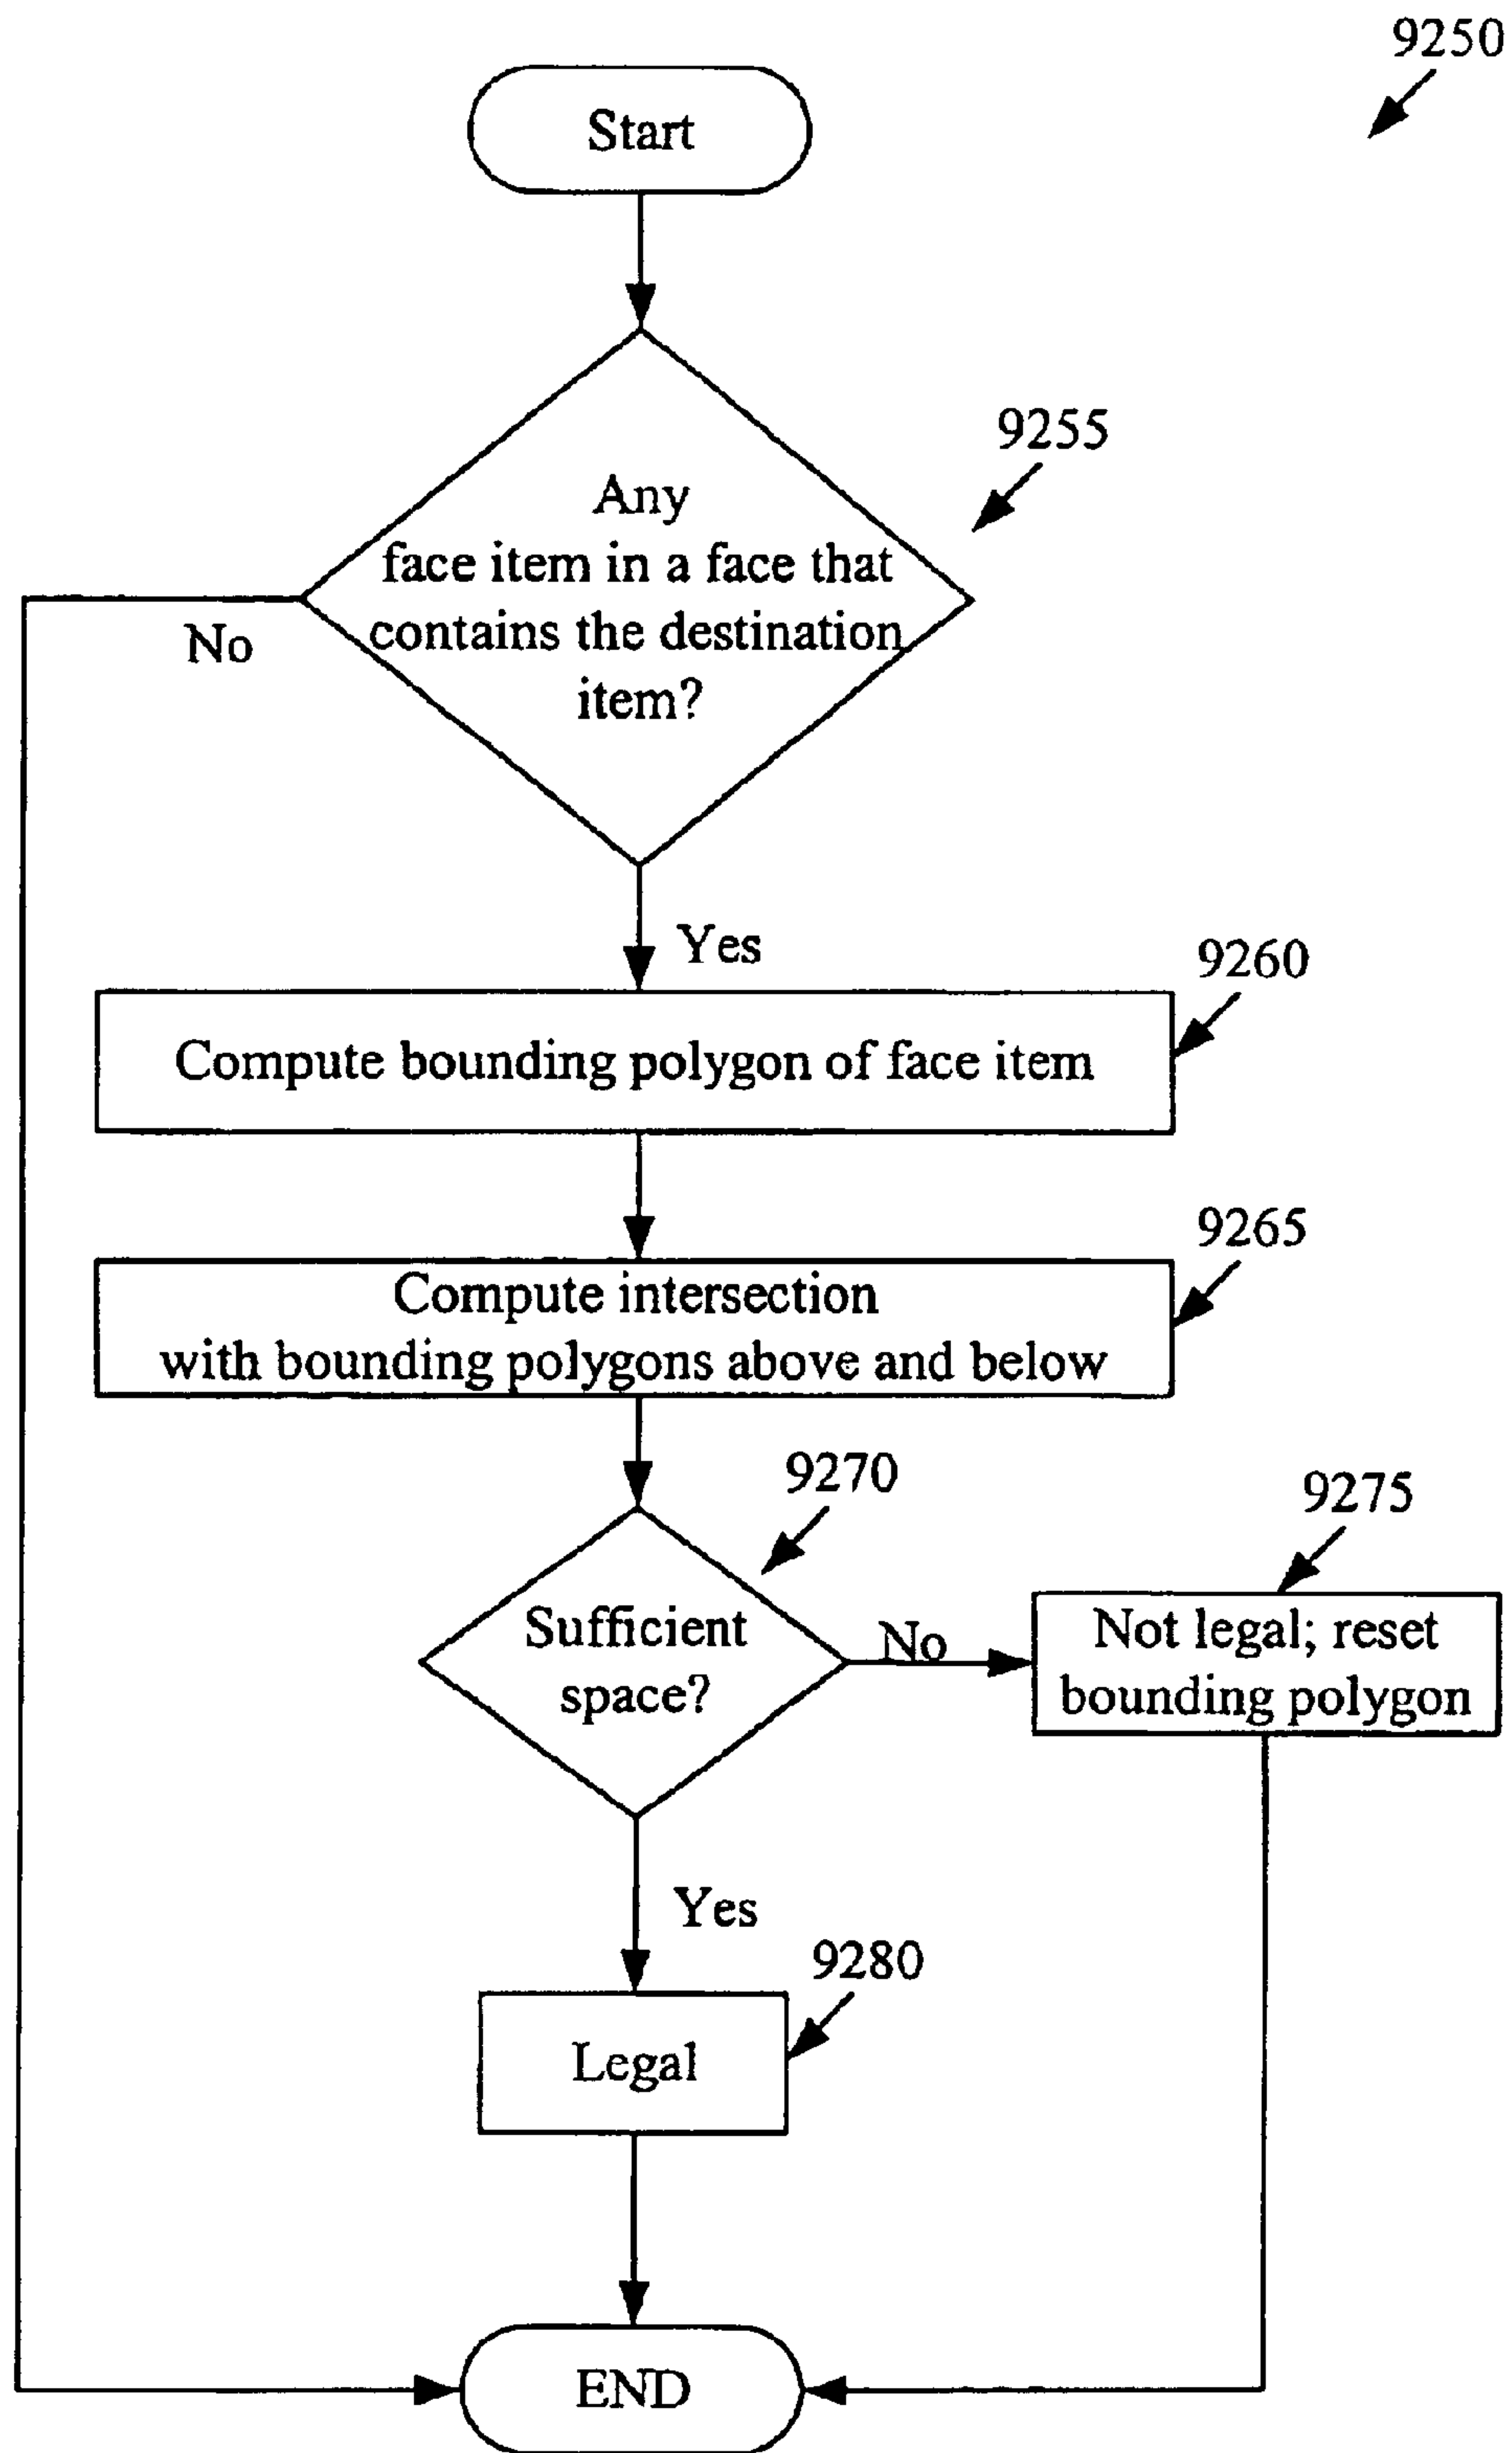 9250
Start
9255
Any
face item in a face that
contains the destination
item?
No
Yes
9260
Compute bounding polygon of face item
9265
Compute intersection
with bounding polygons above and below
9270
9275
Sufficient
space?
No
Not legal; reset
bounding polygon
Yes
9280
Legal
END